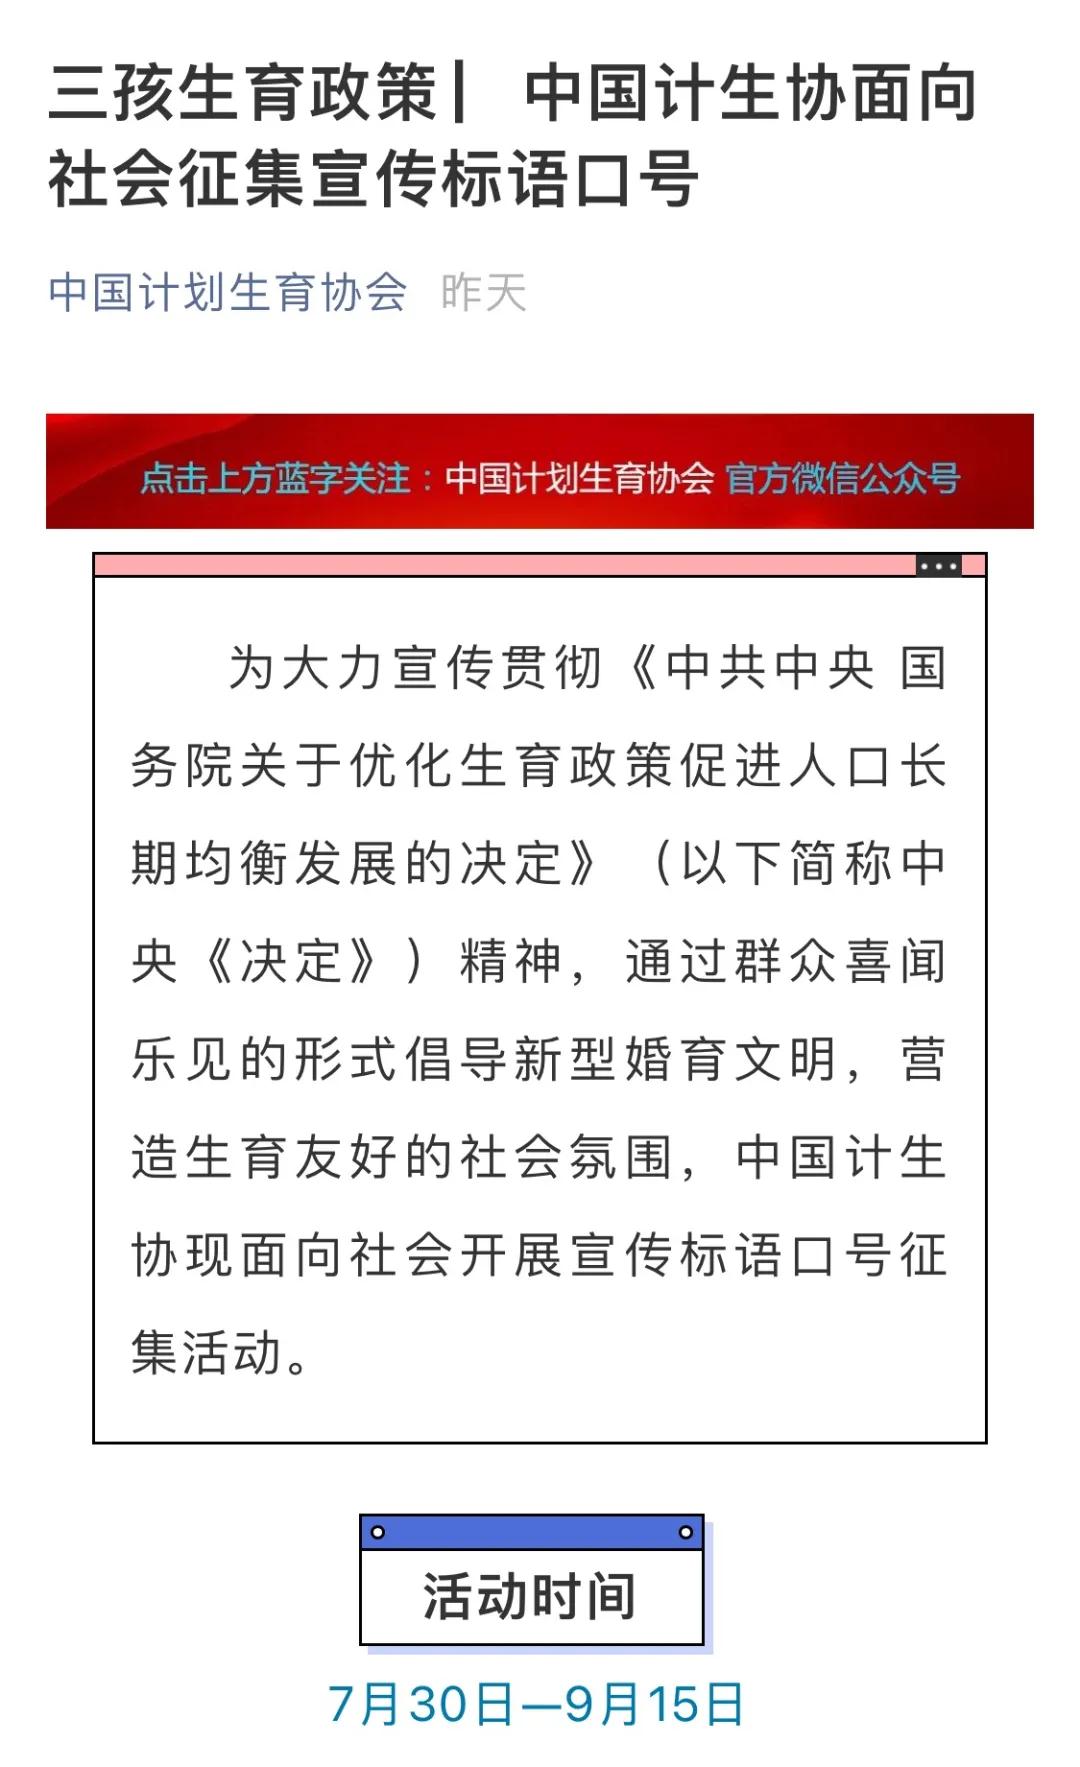 三孩生育政策| 中国计生协面向
社会征集宣传标语口号
中国计划生育协会 昨天
点击上方蓝字关注：中国计划生育协会 官方微信公众号
为大力宣传贯彻《中共中央 国
务院关于优化生育政策促进人口长
期均衡发展的决定》（以下简称中
央《决定》）精神，通过群众喜闻
乐见的形式倡导新型婚育文明，营
造生育友好的社会氛围，中国计生
协现面向社会开展宣传标语口号征
集活动。
活动时间
7月30日—9月15日